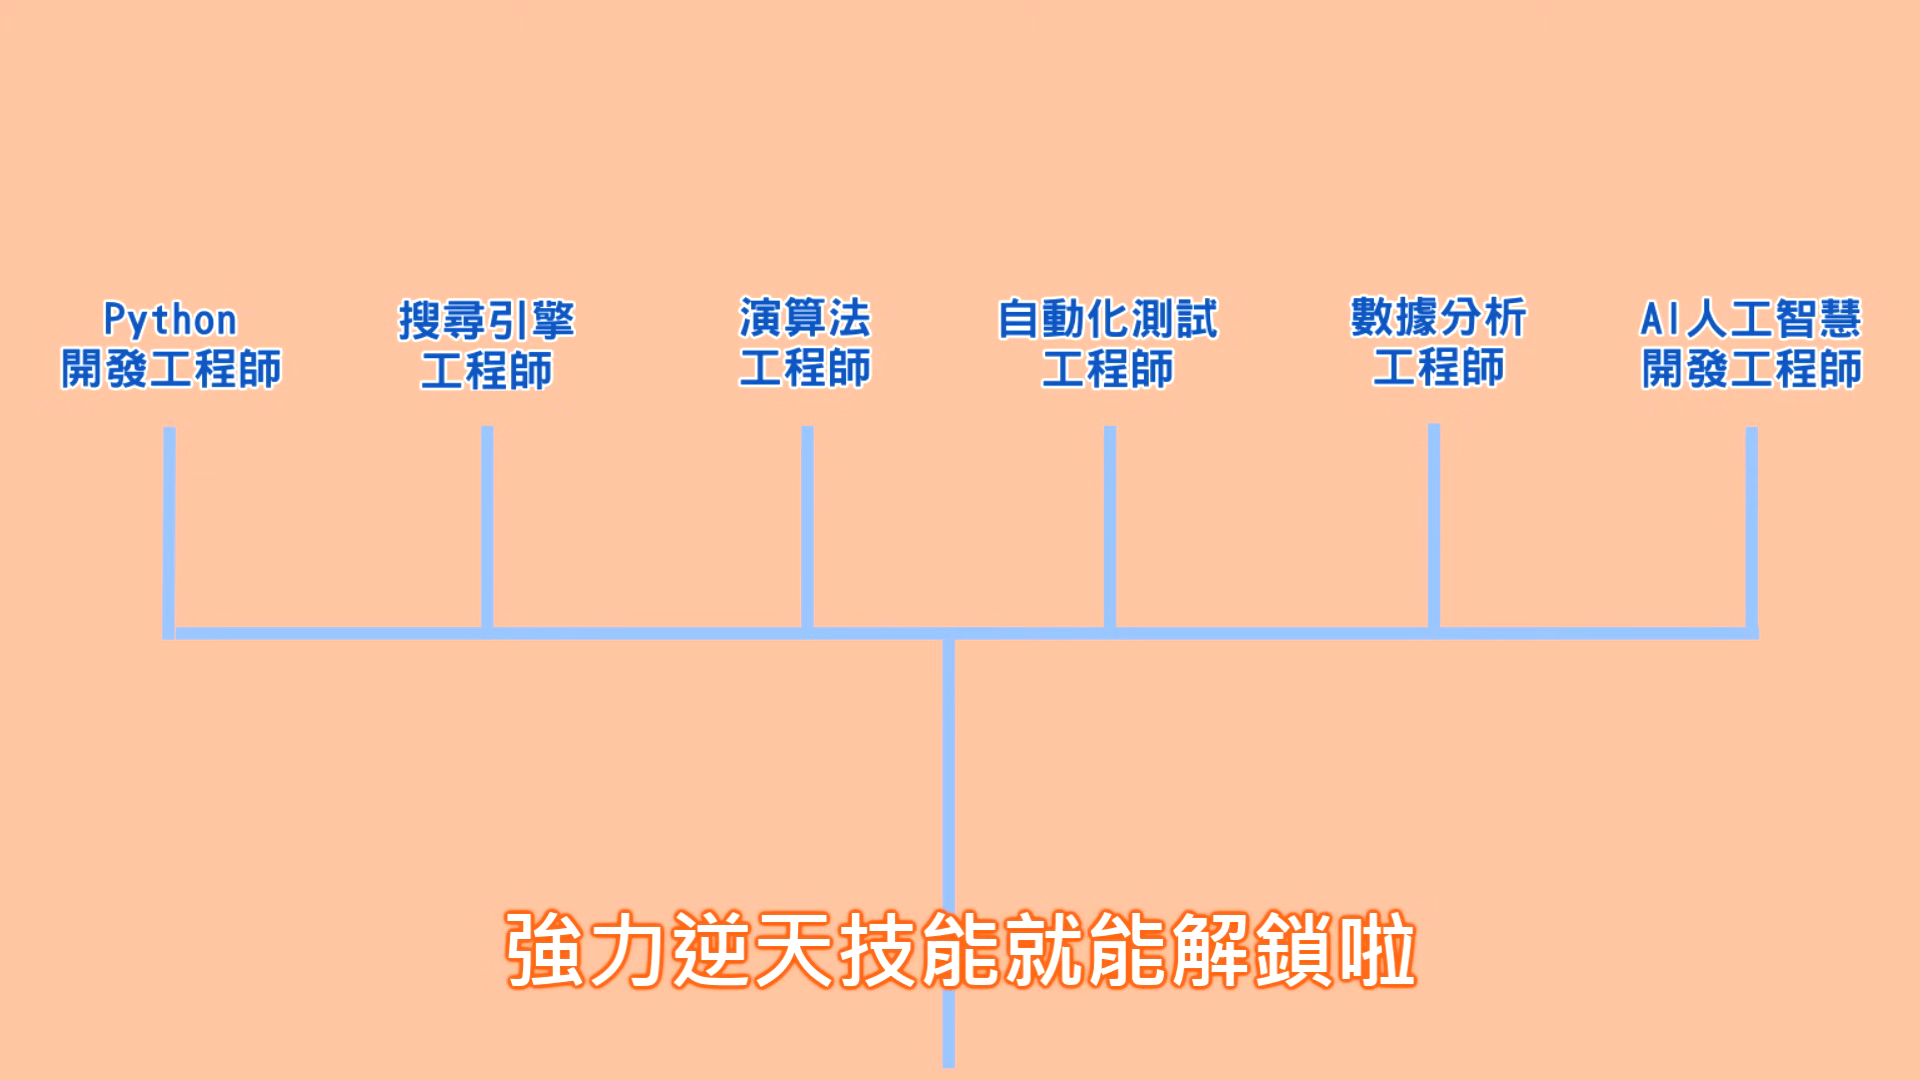 Python
開發工程師
搜尋引擎
工程師
演算法
工程師
自動化測試
工程師
數據分析
工程師
AI人工智慧
開發工程師
強力逆天技能就能解鎖啦